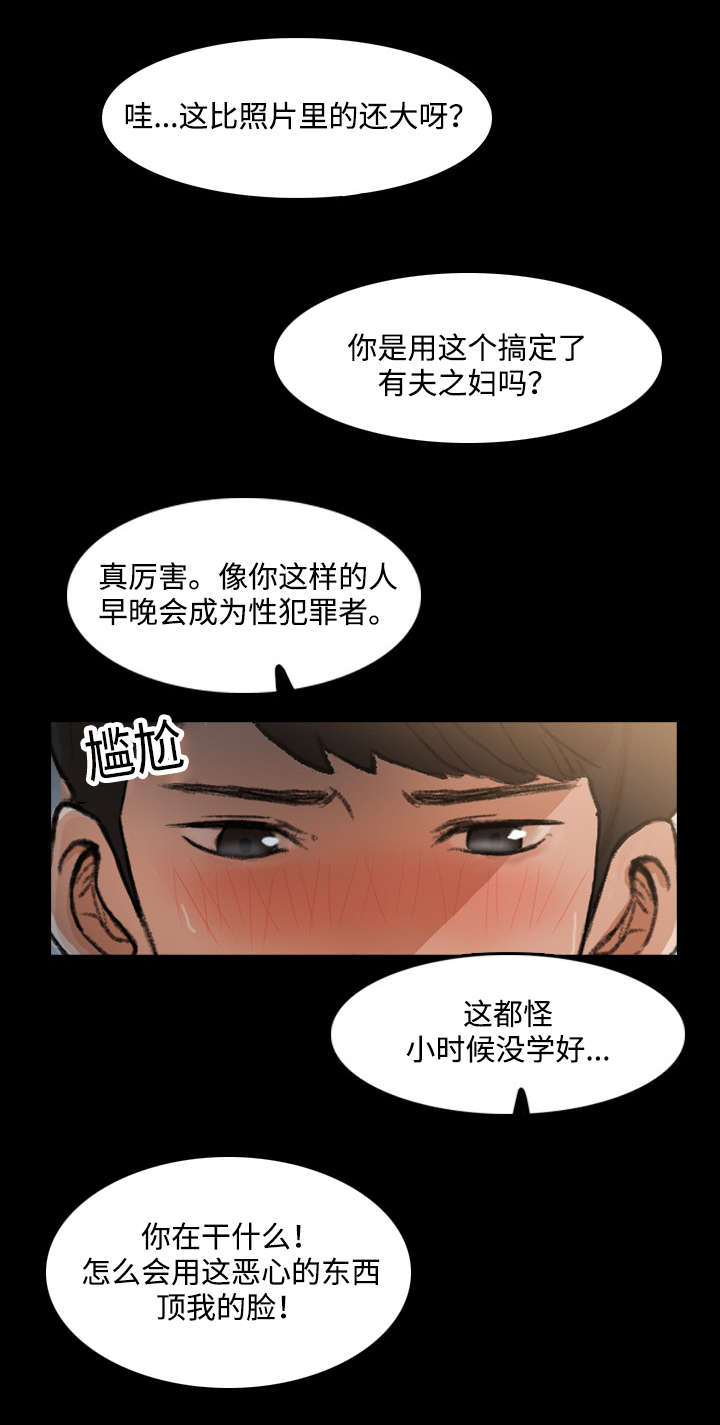 哇...这比照片里的还大呀？
你是用这个搞定了
有夫之妇吗？
真厉害。像你这样的人
早晚会成为性犯罪者。
尴尬
这都怪
小时候没学好...
你在干什么！
怎么会用这恶心的东西
顶我的脸！